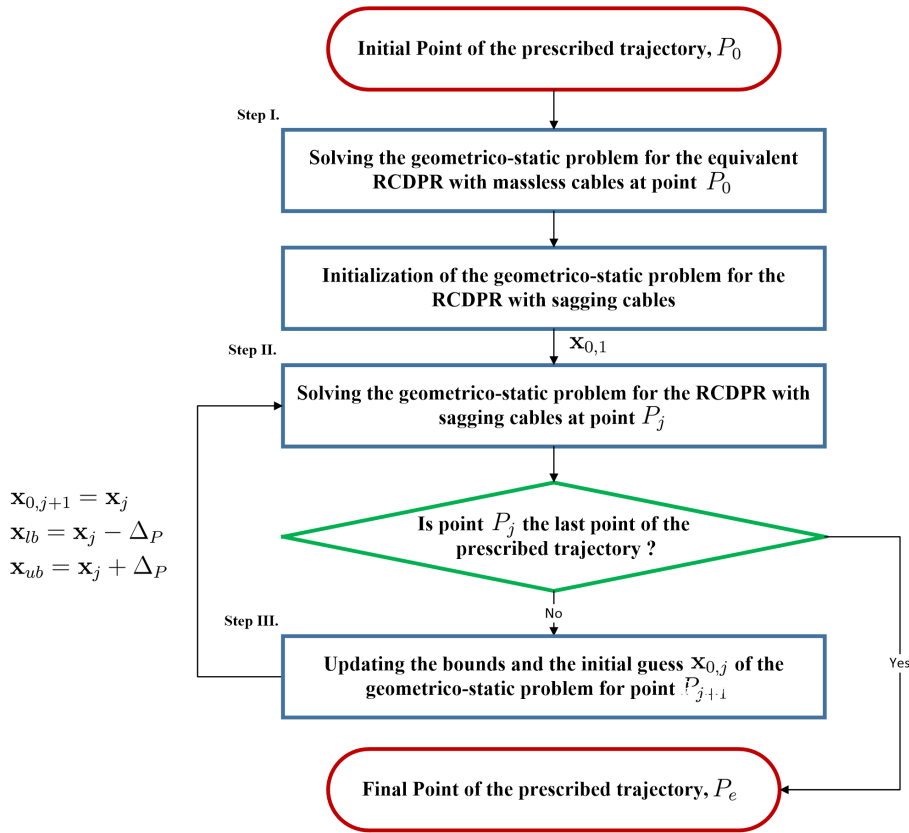 Initial Point of the prescribed trajectory, P_0
Step I.
Solving the geometrico-static problem for the equivalent
RCDPR with massless cables at point P_0
Initialization of the geometrico-static problem for the
RCDPR with sagging cables
x_{0,1}
Step II.
Solving the geometrico-static problem for the RCDPR with
sagging cables at point P_j
x_{0,j+1} = x_j
x_{lb} = x_j − Δ_P
x_{ub} = x_j + Δ_P
Is point P_j the last point of the
prescribed trajectory ?
No
Yes
Step III.
Updating the bounds and the initial guess x_{0,j} of the
geometrico-static problem for point P_{j+1}
Final Point of the prescribed trajectory, P_e